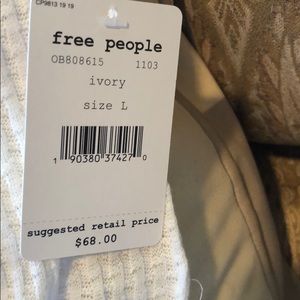 CP9813 19 19
free people
OB808615 1103
ivory
size L
1 90380 37427 0
suggested retail price
$68.00